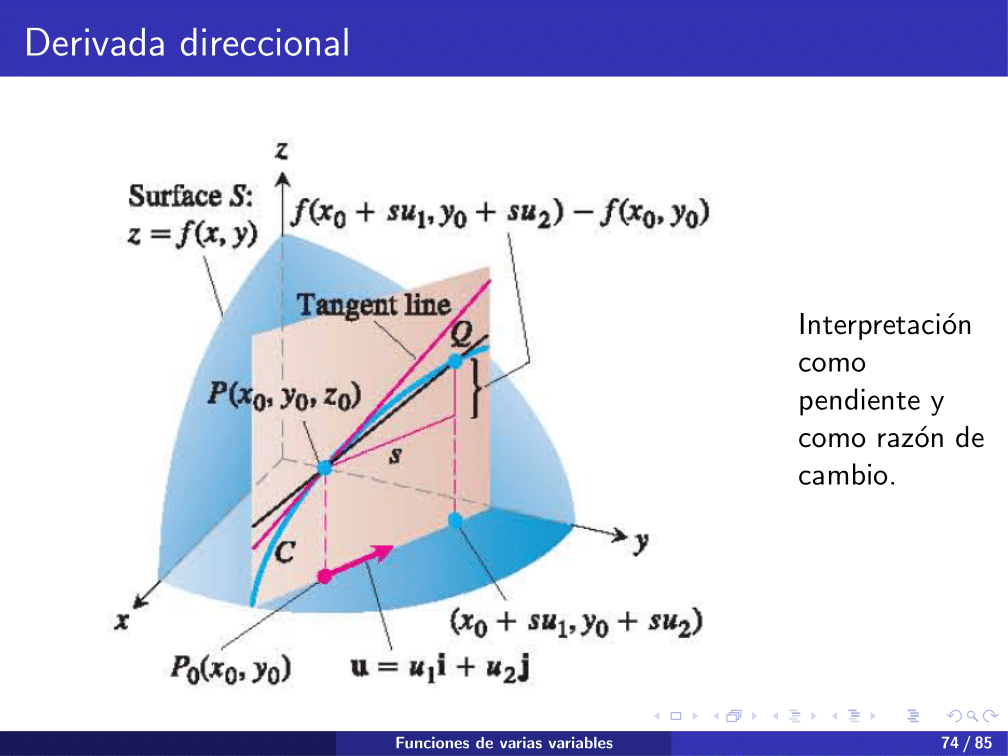 Derivada direccional
z
Surface S:
z = f(x, y)
f(x₀ + su₁, y₀ + su₂) − f(x₀, y₀)
Tangent line
Q
P(x₀, y₀, z₀)
s
C
y
x
(x₀ + su₁, y₀ + su₂)
P₀(x₀, y₀)
u = u₁i + u₂j
Interpretación
como
pendiente y
como razón de
cambio.
Funciones de varias variables
74 / 85